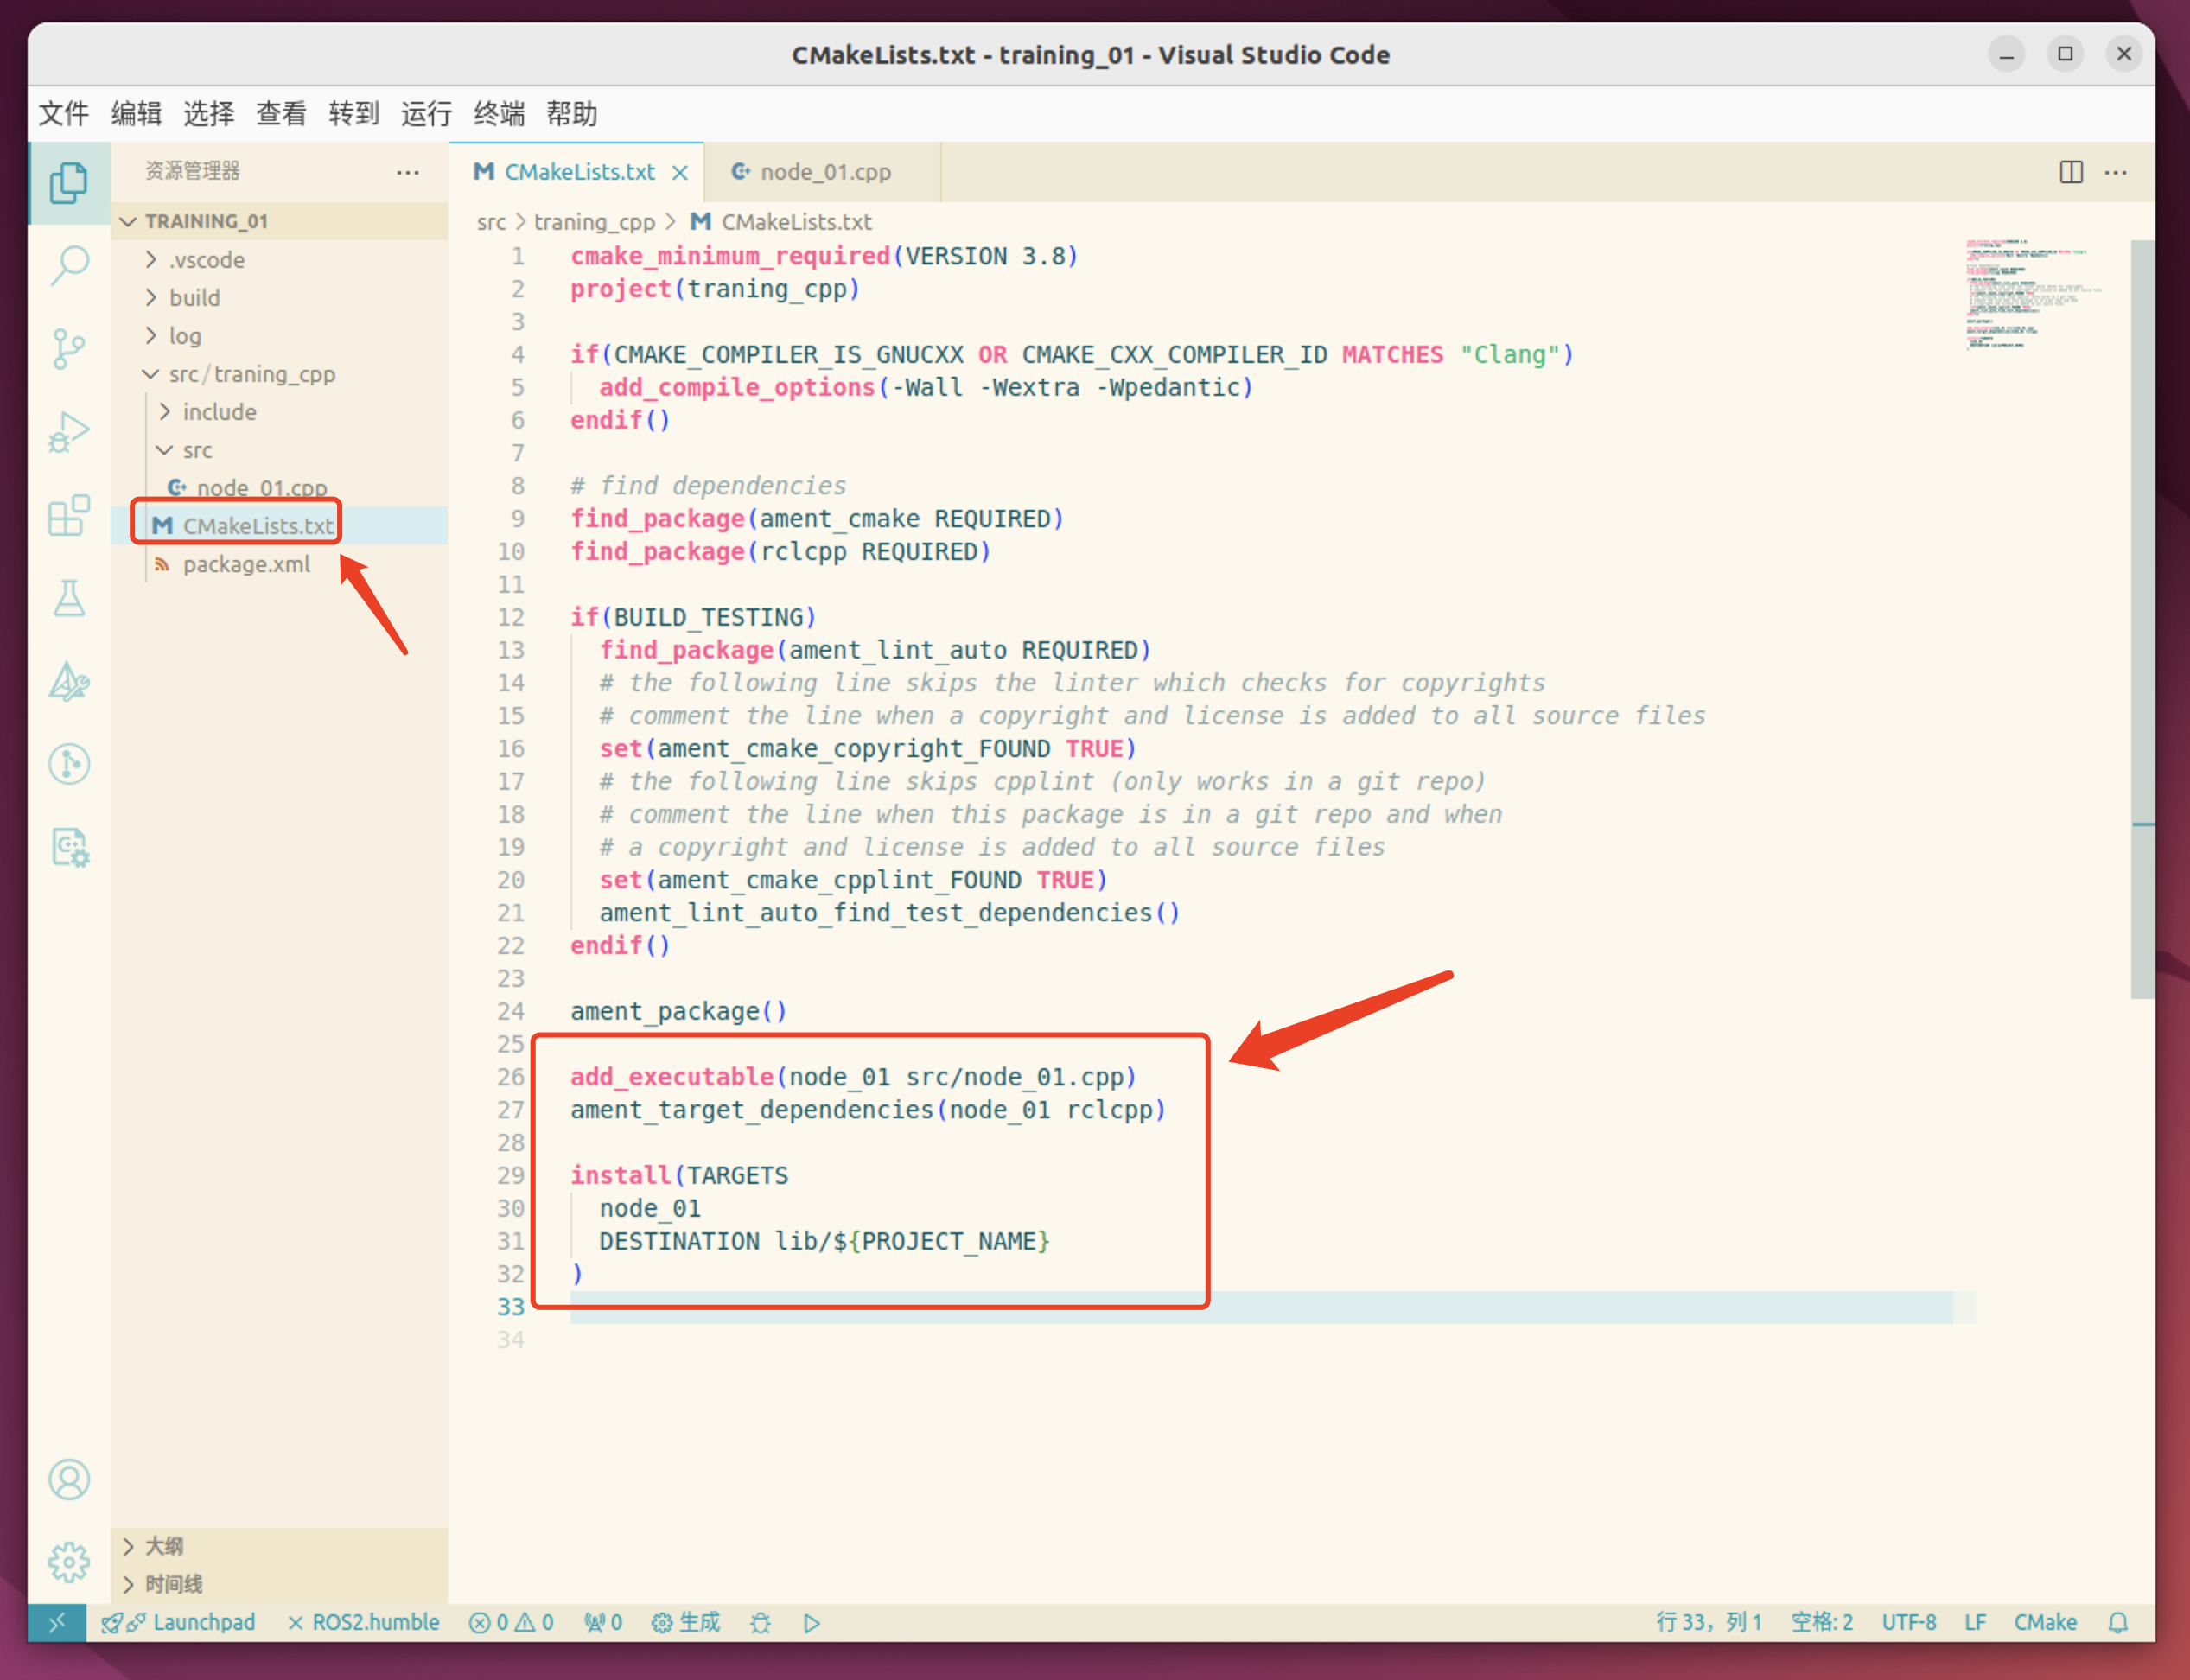 CMakeLists.txt - training_01 - Visual Studio Code
文件 编辑 选择 查看 转到 运行 终端 帮助
资源管理器
TRAINING_01
.vscode
build
log
src/traning_cpp
include
src
node_01.cpp
CMakeLists.txt
package.xml
大纲
时间线
CMakeLists.txt node_01.cpp
src > traning_cpp > CMakeLists.txt
1 cmake_minimum_required(VERSION 3.8)
2 project(traning_cpp)
3
4 if(CMAKE_COMPILER_IS_GNUCXX OR CMAKE_CXX_COMPILER_ID MATCHES "Clang")
5   add_compile_options(-Wall -Wextra -Wpedantic)
6 endif()
7
8 # find dependencies
9 find_package(ament_cmake REQUIRED)
10 find_package(rclcpp REQUIRED)
11
12 if(BUILD_TESTING)
13   find_package(ament_lint_auto REQUIRED)
14   # the following line skips the linter which checks for copyrights
15   # comment the line when a copyright and license is added to all source files
16   set(ament_cmake_copyright_FOUND TRUE)
17   # the following line skips cpplint (only works in a git repo)
18   # comment the line when this package is in a git repo and when
19   # a copyright and license is added to all source files
20   set(ament_cmake_cpplint_FOUND TRUE)
21   ament_lint_auto_find_test_dependencies()
22 endif()
23
24 ament_package()
25
26 add_executable(node_01 src/node_01.cpp)
27 ament_target_dependencies(node_01 rclcpp)
28
29 install(TARGETS
30   node_01
31   DESTINATION lib/${PROJECT_NAME}
32 )
33
34
Launchpad ROS2.humble 0 0 0 生成 行 33，列 1 空格: 2 UTF-8 LF CMake